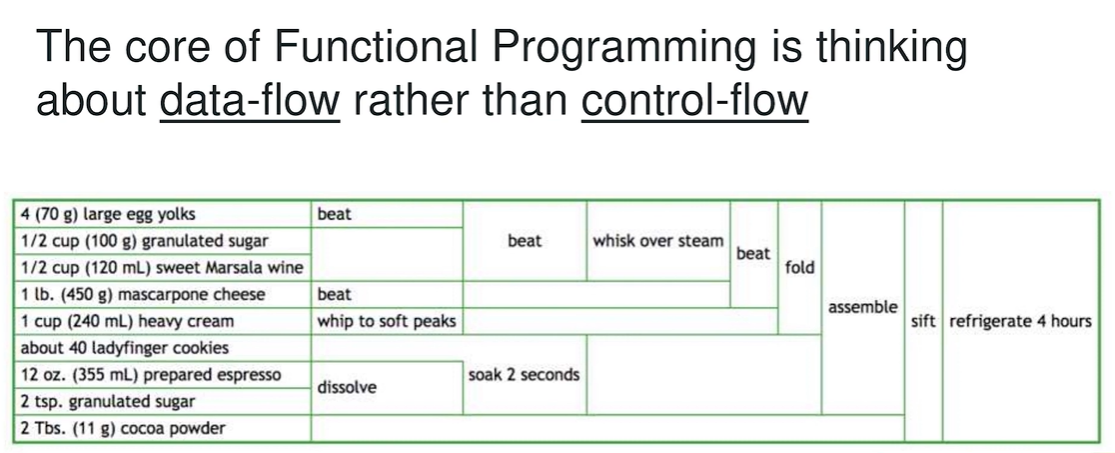 The core of Functional Programming is thinking
about data-flow rather than control-flow
4 (70 g) large egg yolks
beat
1/2 cup (100 g) granulated sugar
beat
whisk over steam
1/2 cup (120 mL) sweet Marsala wine
beat
fold
1 lb. (450 g) mascarpone cheese
beat
assemble
1 cup (240 mL) heavy cream
whip to soft peaks
sift
refrigerate 4 hours
about 40 ladyfinger cookies
12 oz. (355 mL) prepared espresso
dissolve
soak 2 seconds
2 tsp. granulated sugar
2 Tbs. (11 g) cocoa powder